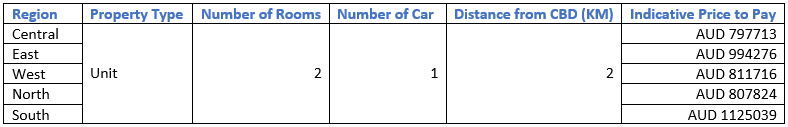 Region Property Type Number of Rooms Number of Car Distance from CBD (KM) Indicative Price to Pay
Central AUD 797713
East AUD 994276
West Unit 2 1 2 AUD 811716
North AUD 807824
South AUD 1125039